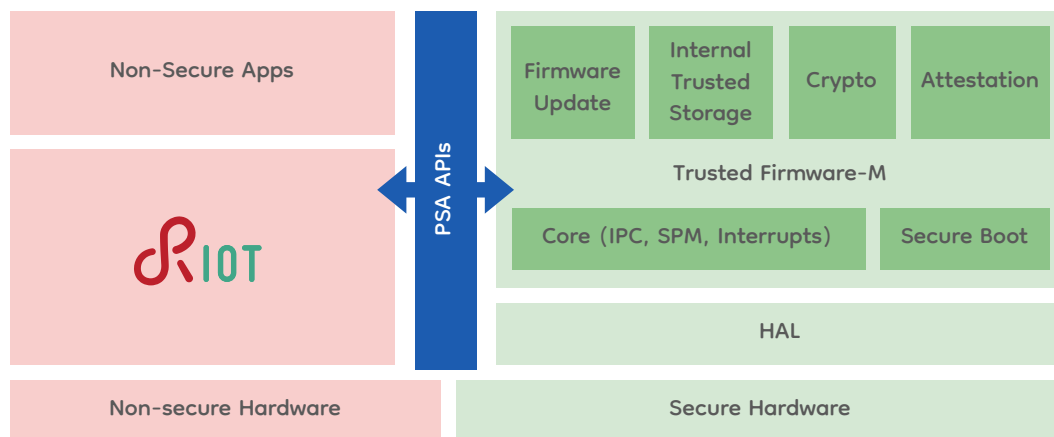 Non-Secure Apps
RIOT
Non-secure Hardware
PSA APIs
Firmware
Update
Internal
Trusted
Storage
Crypto
Attestation
Trusted Firmware-M
Core (IPC, SPM, Interrupts)
Secure Boot
HAL
Secure Hardware